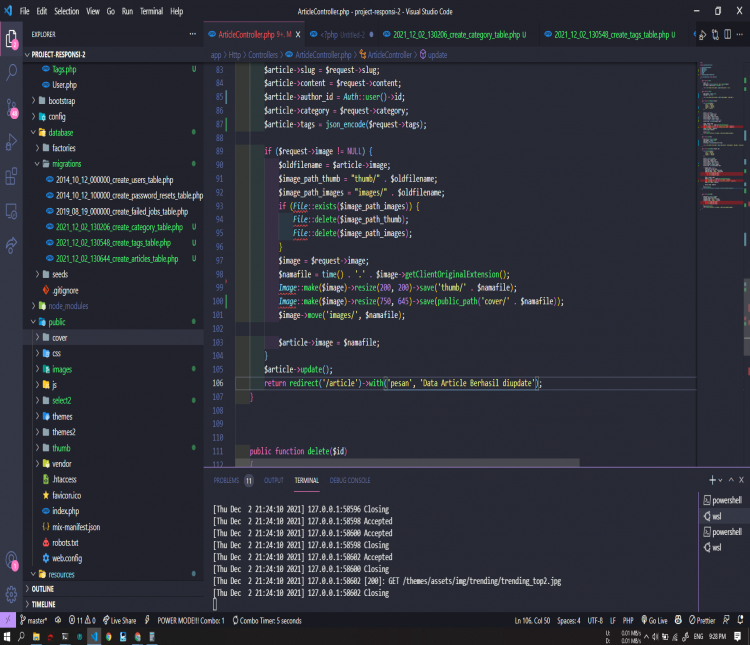 File Edit Selection View Go Run Terminal Help
ArticleController.php - project-responsi-2 - Visual Studio Code
EXPLORER
PROJECT-RESPONSI-2
Tags.php U
User.php
bootstrap
config
database
factories
migrations
2014_10_12_000000_create_users_table.php
2014_10_12_100000_create_password_resets_table.php
2019_08_19_000000_create_failed_jobs_table.php
2021_12_02_130206_create_category_table.php U
2021_12_02_130548_create_tags_table.php U
2021_12_02_130644_create_articles_table.php U
seeds
.gitignore
node_modules
public
cover
css
images
js
select2
themes
themes2
thumb
vendor
.htaccess
favicon.ico
index.php
mix-manifest.json
robots.txt
web.config
resources
OUTLINE
TIMELINE
ArticleController.php 9+, M
<?php Untitled-2
2021_12_02_130206_create_category_table.php U
2021_12_02_130548_create_tags_table.php U
app > Http > Controllers > ArticleController.php > ArticleController > update
83 $article->slug = $request->slug;
84 $article->content = $request->content;
85 $article->author_id = Auth::user()->id;
86 $article->category = $request->category;
87 $article->tags = json_encode($request->tags);
88
89 if ($request->image != NULL) {
90 $oldfilename = $article->image;
91 $image_path_thumb = "thumb/" . $oldfilename;
92 $image_path_images = "images/" . $oldfilename;
93 if (File::exists($image_path_images)) {
94 File::delete($image_path_thumb);
95 File::delete($image_path_images);
96 }
97 $image = $request->image;
98 $namafile = time() . '.' . $image->getClientOriginalExtension();
99 Image::make($image)->resize(200, 200)->save('thumb/' . $namafile);
100 Image::make($image)->resize(750, 645)->save(public_path('cover/' . $namafile));
101 $image->move('images/', $namafile);
102
103 $article->image = $namafile;
104 }
105 $article->update();
106 return redirect('/article')->with('pesan', 'Data Article Berhasil diupdate');
107 }
108
109
110
111 public function delete($id)
112 {
PROBLEMS 11 OUTPUT TERMINAL DEBUG CONSOLE
[Thu Dec 2 21:24:10 2021] 127.0.0.1:58596 Closing
[Thu Dec 2 21:24:10 2021] 127.0.0.1:58598 Accepted
[Thu Dec 2 21:24:10 2021] 127.0.0.1:58600 Accepted
[Thu Dec 2 21:24:10 2021] 127.0.0.1:58598 Closing
[Thu Dec 2 21:24:10 2021] 127.0.0.1:58602 Accepted
[Thu Dec 2 21:24:10 2021] 127.0.0.1:58600 Closing
[Thu Dec 2 21:24:10 2021] 127.0.0.1:58602 [200]: GET /themes/assets/img/trending/trending_top2.jpg
[Thu Dec 2 21:24:10 2021] 127.0.0.1:58602 Closing
powershell
wsl
powershell
wsl
master* 11 0 Live Share POWER MODE!!! Combo: 1 Combo Timer: 5 seconds
Ln 106, Col 50 Spaces: 4 UTF-8 LF PHP Go Live Prettier
U: 0.01 MB/s
D: 0.01 MB/s
ENG 9:28 PM